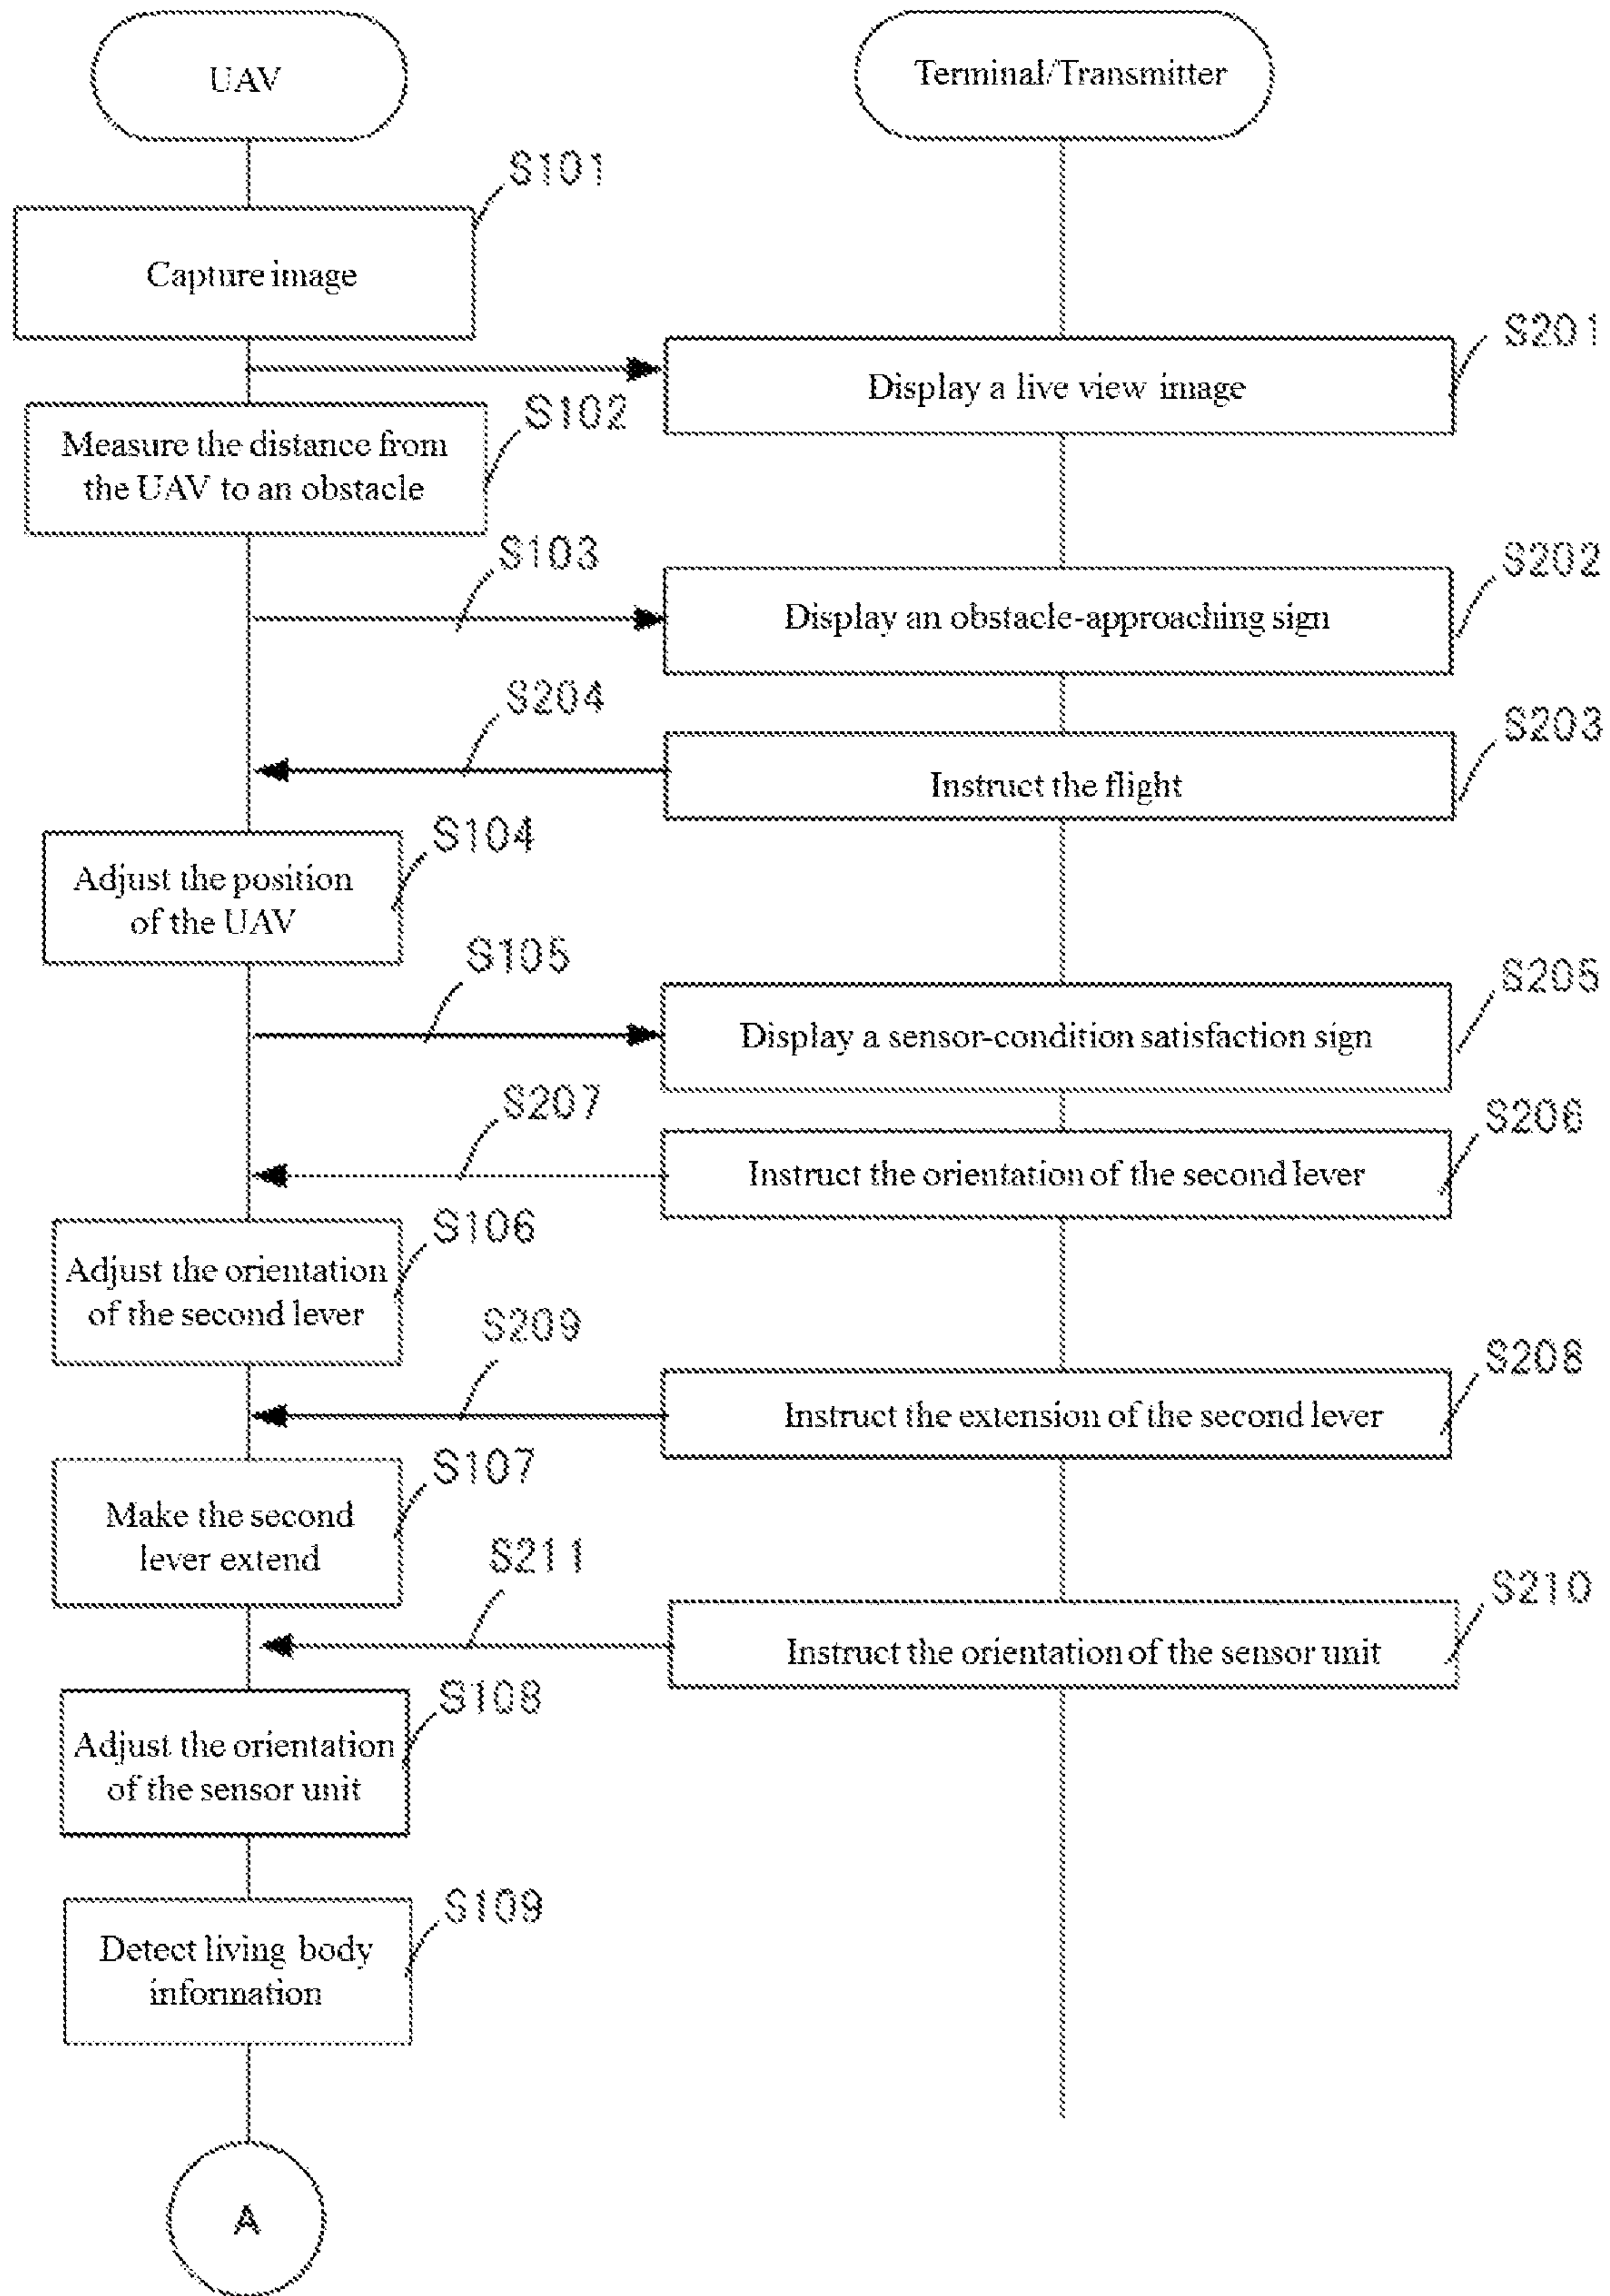 UAV
Terminal/Transmitter
S101
Capture image
S201
Display a live view image
S102
Measure the distance from
the UAV to an obstacle
S103
S202
Display an obstacle-approaching sign
S204
S203
Instruct the flight
S104
Adjust the position
of the UAV
S105
S205
Display a sensor-condition satisfaction sign
S207
S206
Instruct the orientation of the second lever
S106
Adjust the orientation
of the second lever
S209
S208
Instruct the extension of the second lever
S107
Make the second
lever extend
S211
S210
Instruct the orientation of the sensor unit
S108
Adjust the orientation
of the sensor unit
S109
Detect living body
information
A